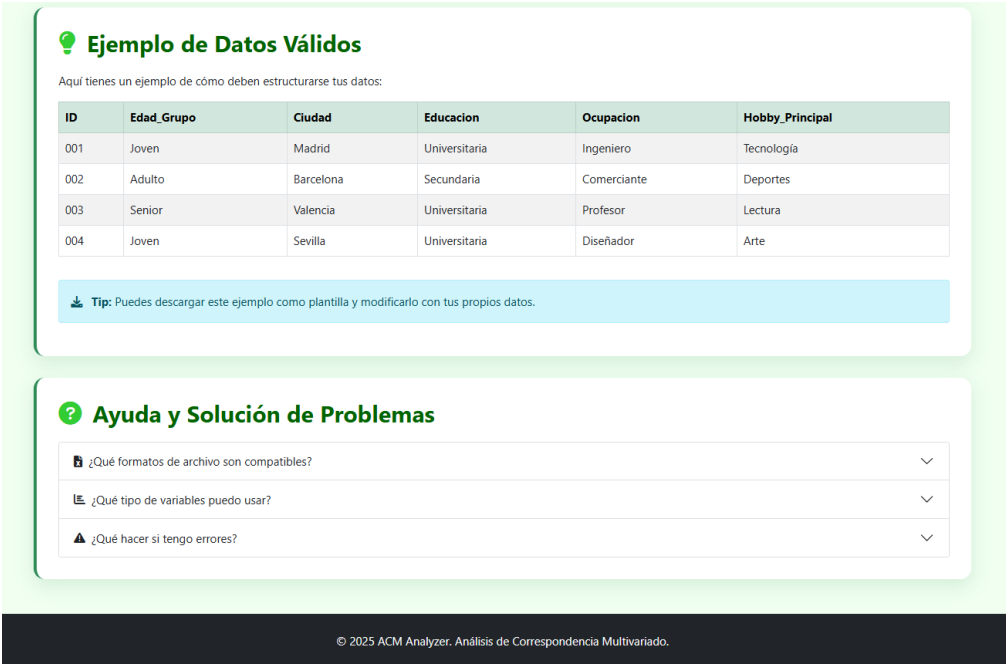 Ejemplo de Datos Válidos
Aquí tienes un ejemplo de cómo deben estructurarse tus datos:
ID Edad_Grupo Ciudad Educacion Ocupacion Hobby_Principal
001 Joven Madrid Universitaria Ingeniero Tecnología
002 Adulto Barcelona Secundaria Comerciante Deportes
003 Senior Valencia Universitaria Profesor Lectura
004 Joven Sevilla Universitaria Diseñador Arte
Tip: Puedes descargar este ejemplo como plantilla y modificarlo con tus propios datos.
Ayuda y Solución de Problemas
¿Qué formatos de archivo son compatibles?
¿Qué tipo de variables puedo usar?
¿Qué hacer si tengo errores?
© 2025 ACM Analyzer. Análisis de Correspondencia Multivariado.